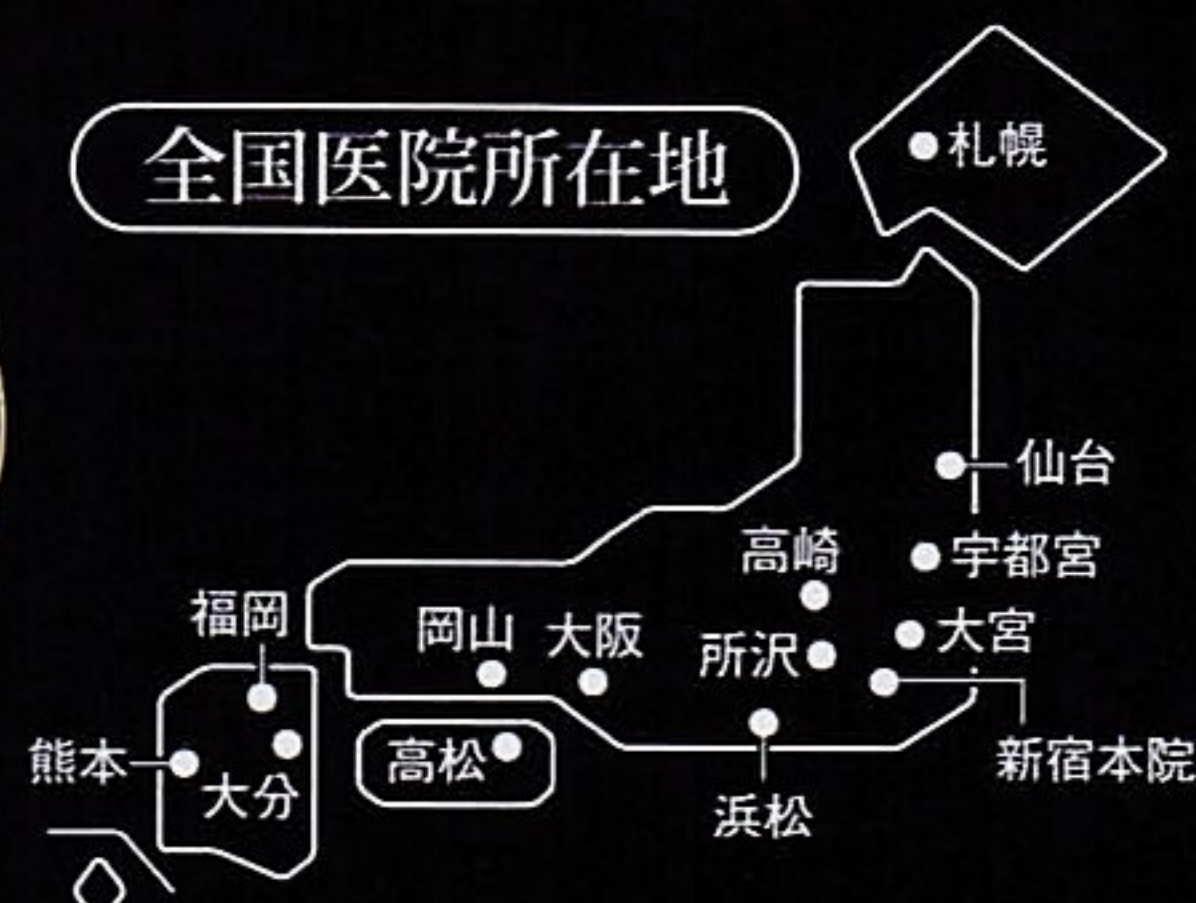 全国医院所在地
札幌
仙台
高崎
宇都宮
福岡
岡山
大阪
所沢
大宮
熊本
大分
高松
浜松
新宿本院